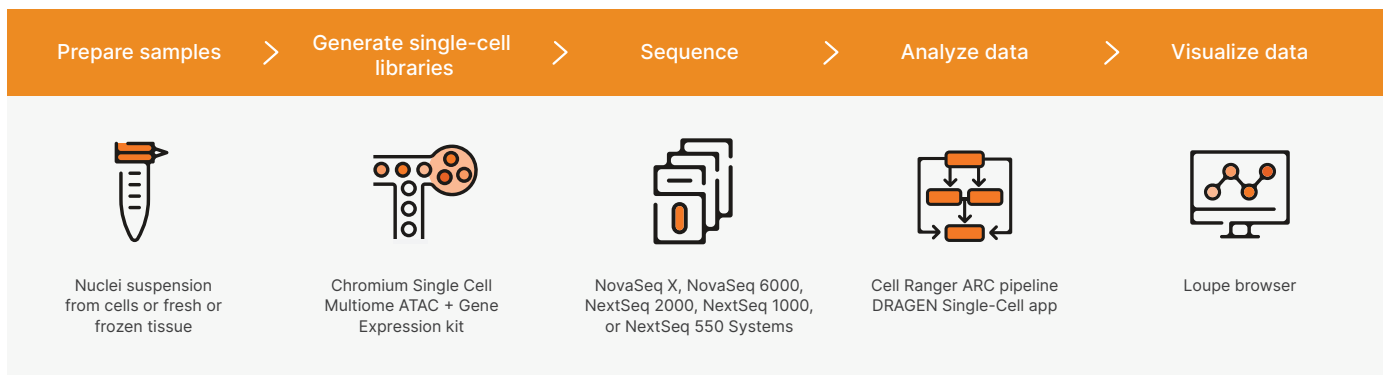 Prepare samples
Generate single-cell
libraries
Sequence
Analyze data
Visualize data
Nuclei suspension
from cells or fresh or
frozen tissue
Chromium Single Cell
Multiome ATAC + Gene
Expression kit
NovaSeq X, NovaSeq 6000,
NextSeq 2000, NextSeq 1000,
or NextSeq 550 Systems
Cell Ranger ARC pipeline
DRAGEN Single-Cell app
Loupe browser